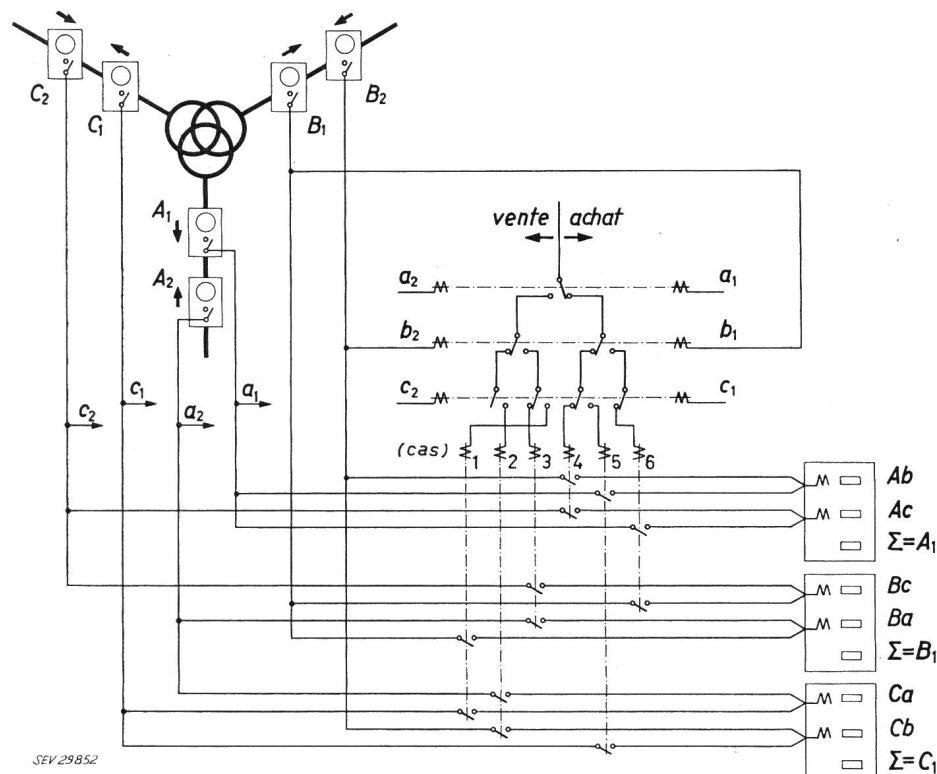 C₂
C₁
B₁
B₂
A₁
A₂
vente achat
a₂ a₁
b₂ b₁
c₂ c₁
c₁
a₁
c₂
a₂
(cas) 1 2 3 4 5 6
Ab
Ac
Σ=A₁
Bc
Ba
Σ=B₁
Ca
Cb
Σ=C₁
SEV 29852